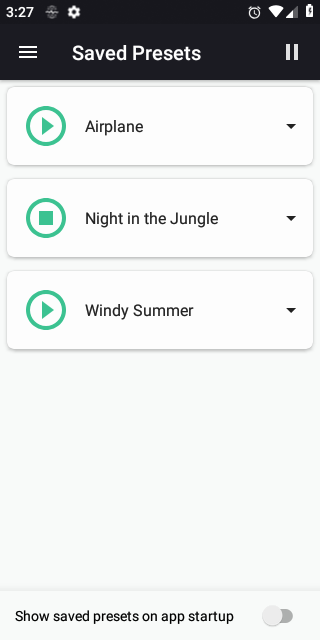 3:27
Saved Presets
Airplane
Night in the Jungle
Windy Summer
Show saved presets on app startup